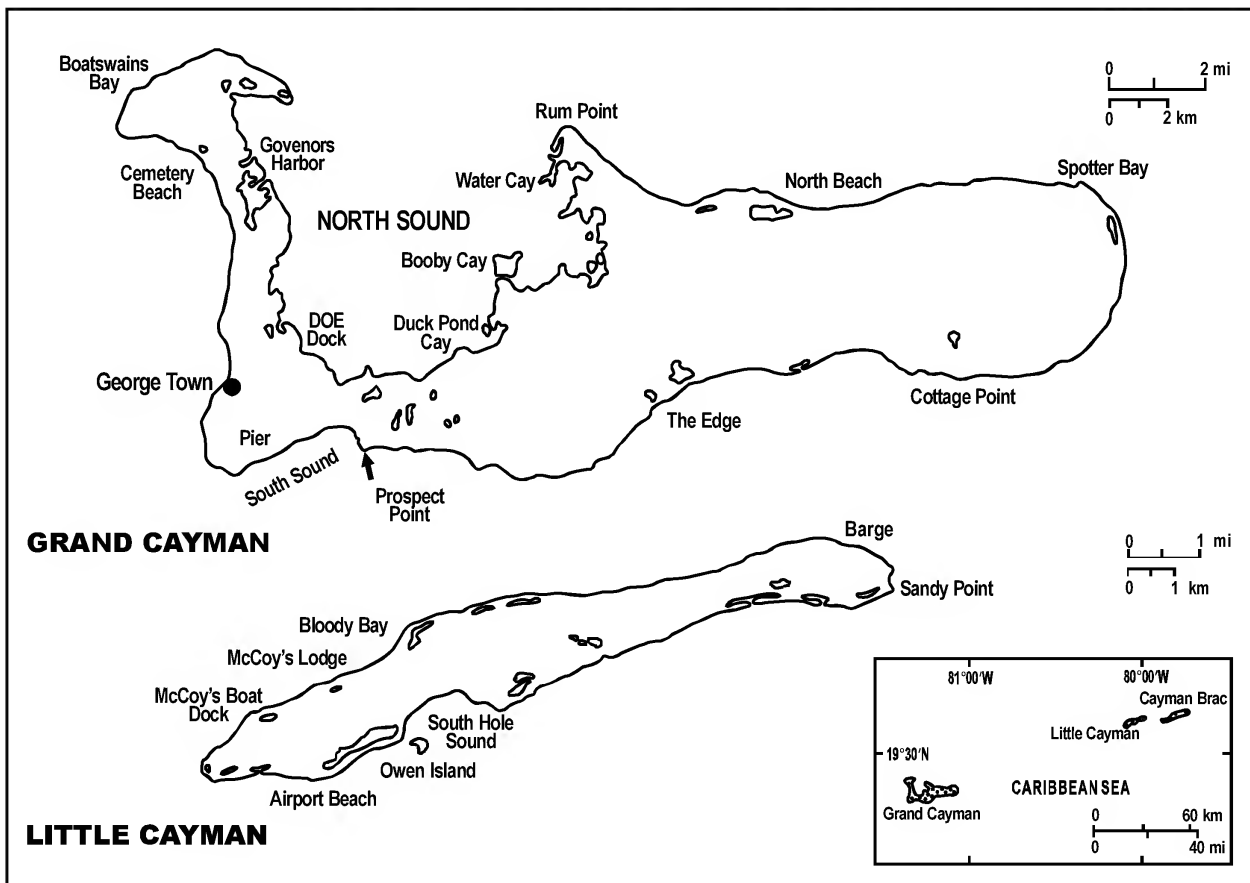 Boatswains
Bay
0 2 mi
0 2 km
Rum Point
Govenors
Harbor
Cemetery
Beach
Water Cay
North Beach
Spotter Bay
NORTH SOUND
Booby Cay
DOE
Dock
Duck Pond
Cay
George Town
Cottage Point
The Edge
Pier
South Sound
Prospect
Point
GRAND CAYMAN
Barge
0 1 mi
0 1 km
Sandy Point
Bloody Bay
McCoy's Lodge
McCoy's Boat
Dock
South Hole
Sound
Owen Island
Airport Beach
LITTLE CAYMAN
81°00'W 80°00'W
Cayman Brac
Little Cayman
19°30'N
CARIBBEAN SEA
Grand Cayman
0 60 km
0 40 mi